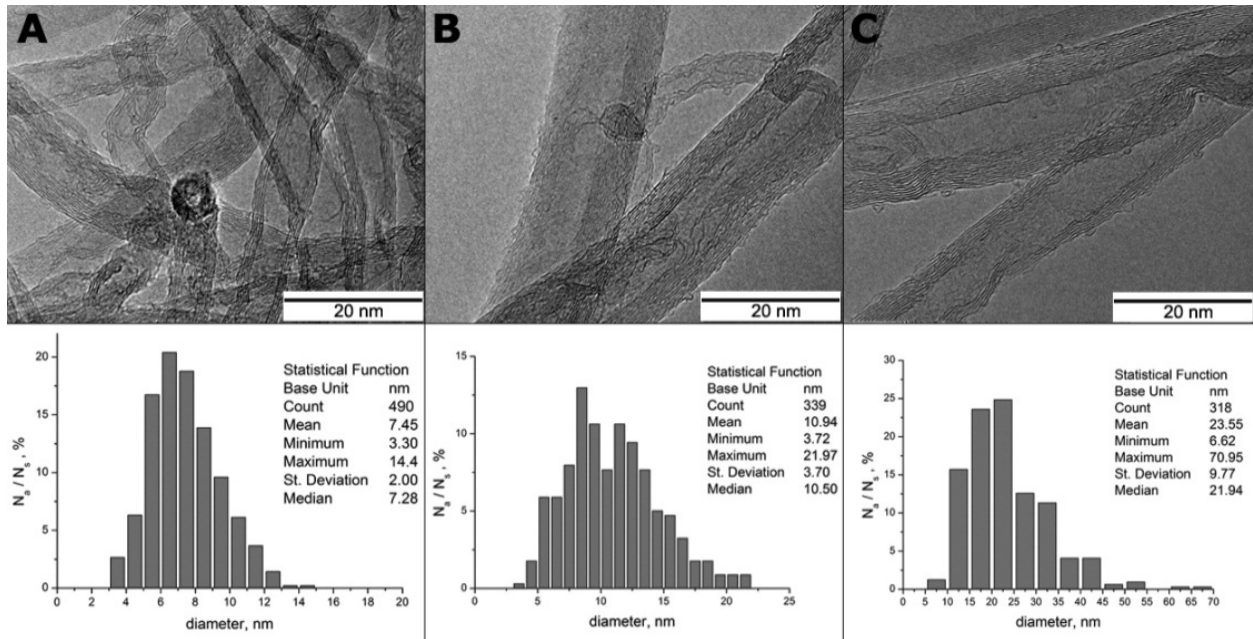 A
B
C
20 nm
20 nm
20 nm
20
15
10
5
0
Nₐ / Nₛ , %
0 2 4 6 8 10 12 14 16 18 20
diameter, nm
Statistical Function
Base Unit nm
Count 490
Mean 7.45
Minimum 3.30
Maximum 14.4
St. Deviation 2.00
Median 7.28
15
10
5
0
Nₐ / Nₛ , %
0 5 10 15 20 25
diameter, nm
Statistical Function
Base Unit nm
Count 339
Mean 10.94
Minimum 3.72
Maximum 21.97
St. Deviation 3.70
Median 10.50
30
25
20
15
10
5
0
Nₐ / Nₛ , %
0 5 10 15 20 25 30 35 40 45 50 55 60 65 70
diameter, nm
Statistical Function
Base Unit nm
Count 318
Mean 23.55
Minimum 6.62
Maximum 70.95
St. Deviation 9.77
Median 21.94